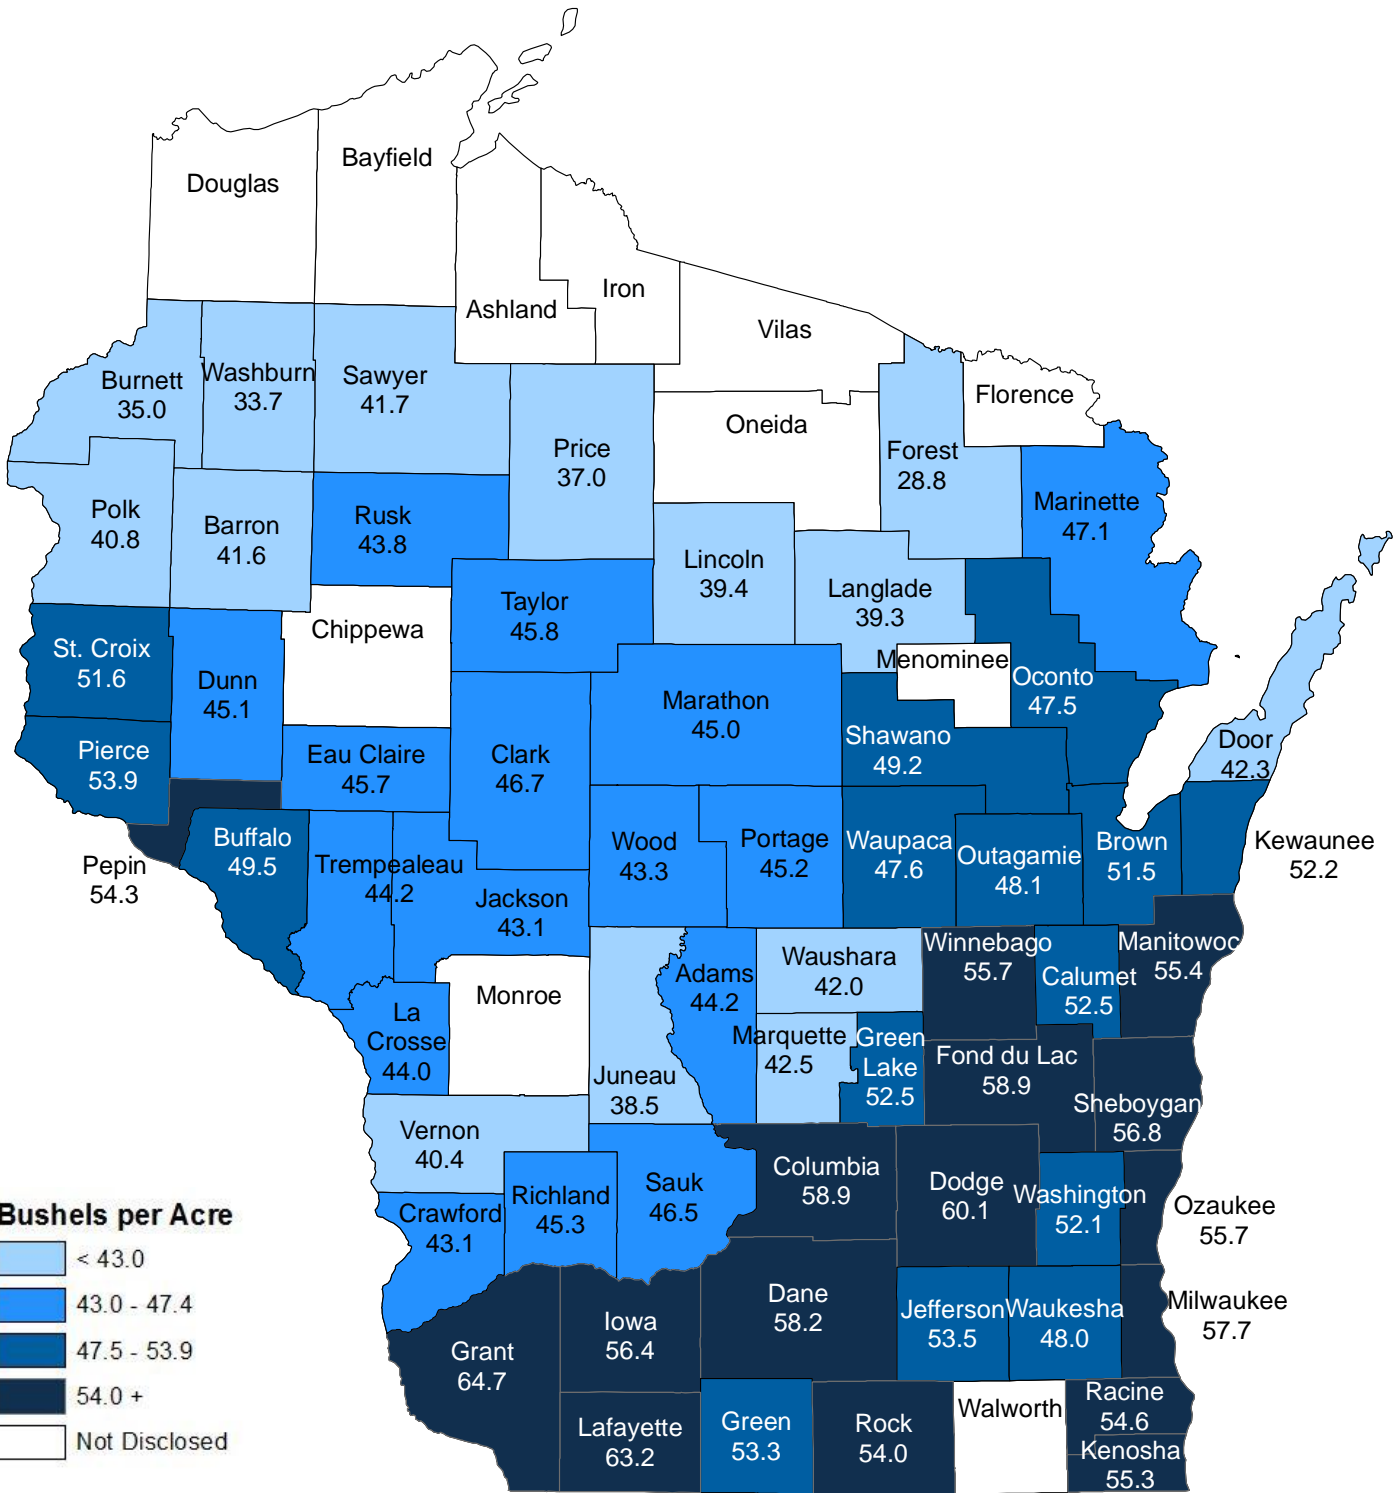 Bayfield
Douglas
Iron
Ashland
Vilas
Florence
Oneida
Burnett
35.0
Washburn
33.7
Sawyer
41.7
Price
37.0
Forest
28.8
Marinette
47.1
Polk
40.8
Barron
41.6
Rusk
43.8
Lincoln
39.4
Langlade
39.3
Taylor
45.8
Chippewa
St. Croix
51.6
Dunn
45.1
Menominee
Oconto
47.5
Marathon
45.0
Pierce
53.9
Eau Claire
45.7
Clark
46.7
Shawano
49.2
Door
42.3
Pepin
54.3
Buffalo
49.5
Trempealeau
44.2
Jackson
43.1
Wood
43.3
Portage
45.2
Waupaca
47.6
Outagamie
48.1
Brown
51.5
Kewaunee
52.2
Monroe
Adams
44.2
Waushara
42.0
Winnebago
55.7
Calumet
52.5
Manitowoc
55.4
La
Crosse
44.0
Juneau
38.5
Marquette
42.5
Green
Lake
52.5
Fond du Lac
58.9
Sheboygan
56.8
Vernon
40.4
Columbia
58.9
Dodge
60.1
Washington
52.1
Ozaukee
55.7
Crawford
43.1
Richland
45.3
Sauk
46.5
Grant
64.7
Iowa
56.4
Dane
58.2
Jefferson
53.5
Waukesha
48.0
Milwaukee
57.7
Lafayette
63.2
Green
53.3
Rock
54.0
Walworth
Racine
54.6
Kenosha
55.3
Bushels per Acre
< 43.0
43.0 - 47.4
47.5 - 53.9
54.0 +
Not Disclosed